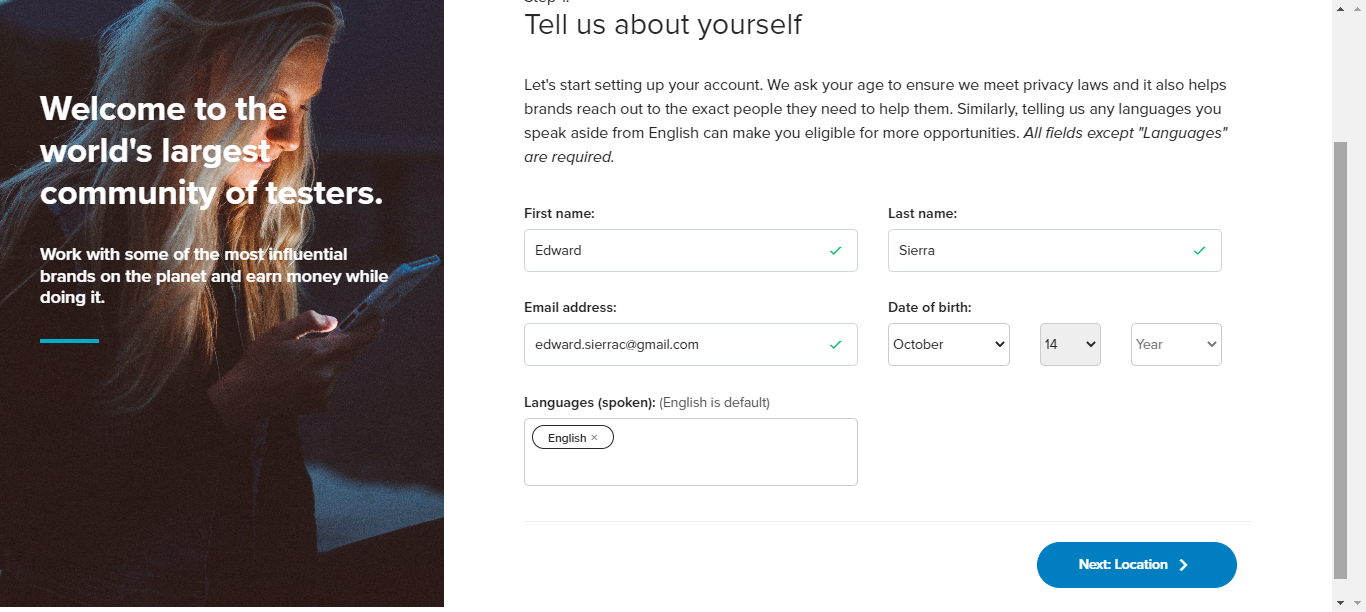 Welcome to the
world's largest
community of testers.
Work with some of the most influential
brands on the planet and earn money while
doing it.
Tell us about yourself
Let's start setting up your account. We ask your age to ensure we meet privacy laws and it also helps
brands reach out to the exact people they need to help them. Similarly, telling us any languages you
speak aside from English can make you eligible for more opportunities. All fields except "Languages"
are required.
First name:
Last name:
Edward
Sierra
Email address:
Date of birth:
edward.sierrac@gmail.com
October
14
Year
Languages (spoken): (English is default)
English ×
Next: Location